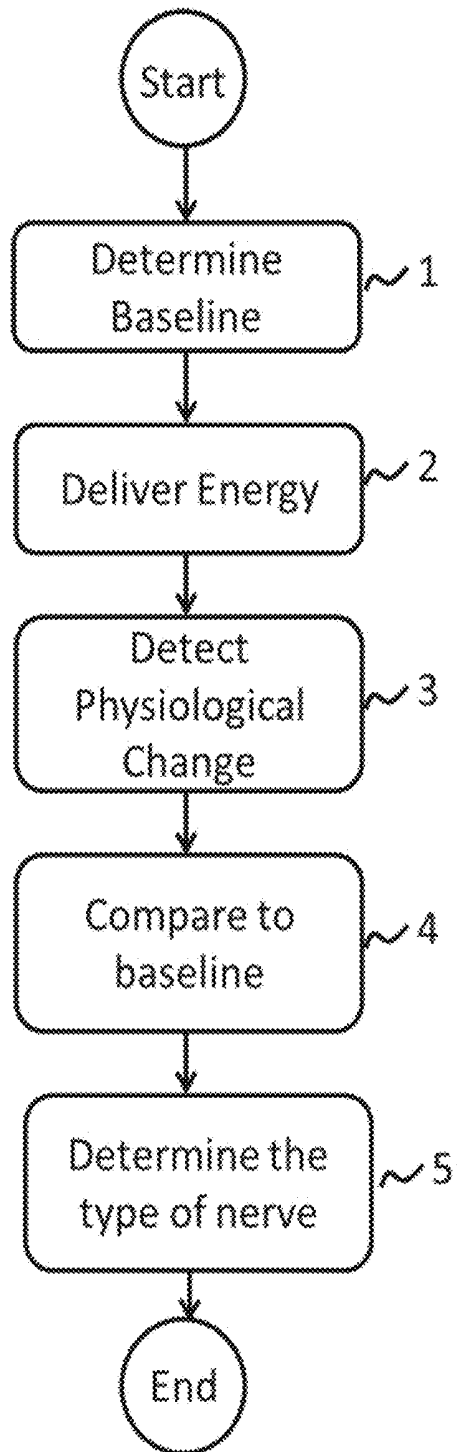 Start
Determine
Baseline
1
Deliver Energy
2
Detect
Physiological
Change
3
Compare to
baseline
4
Determine the
type of nerve
5
End